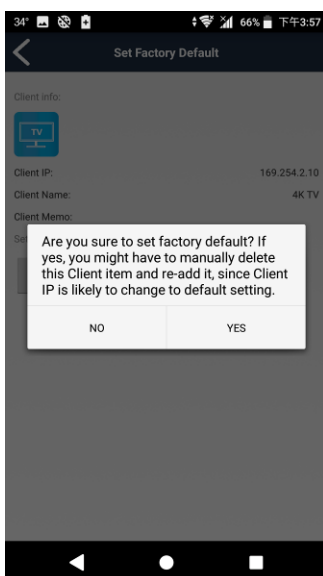 34° 66% 下午3:57
Set Factory Default
Client info:
TV
Client IP: 169.254.2.10
Client Name: 4K TV
Client Memo:
Se
Are you sure to set factory default? If
yes, you might have to manually delete
this Client item and re-add it, since Client
IP is likely to change to default setting.
NO YES